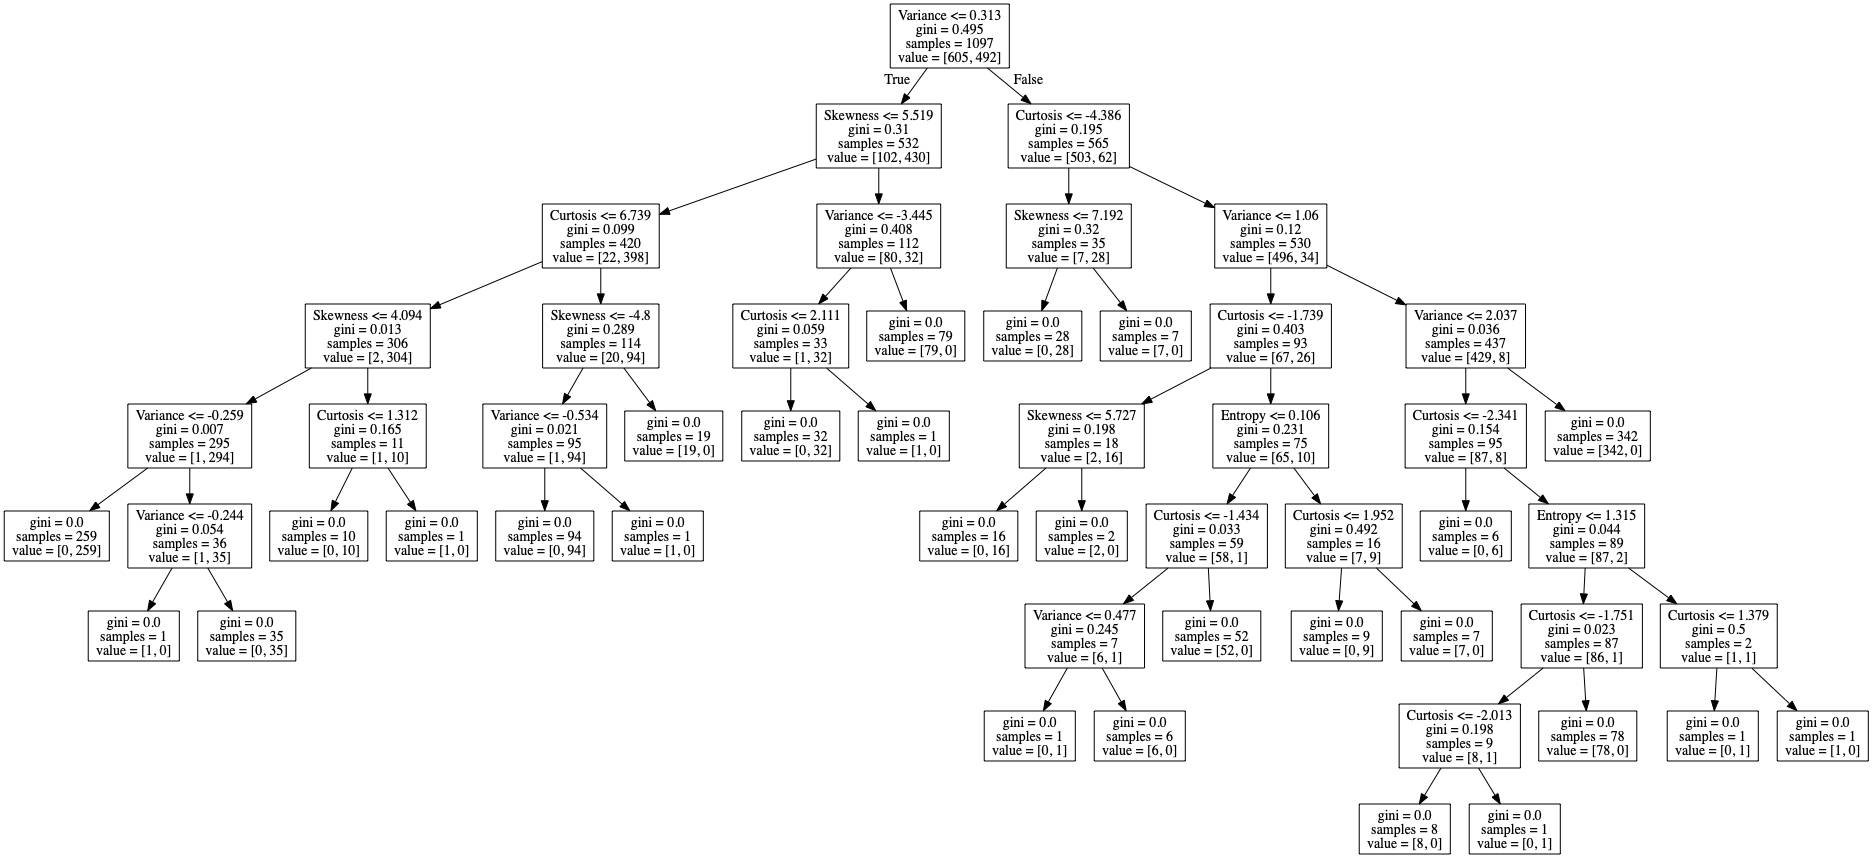 Variance <= 0.313
gini = 0.495
samples = 1097
value = [605, 492]
True
False
Skewness <= 5.519
gini = 0.31
samples = 532
value = [102, 430]
Curtosis <= -4.386
gini = 0.195
samples = 565
value = [503, 62]
Curtosis <= 6.739
gini = 0.099
samples = 420
value = [22, 398]
Variance <= -3.445
gini = 0.408
samples = 112
value = [80, 32]
Skewness <= 7.192
gini = 0.32
samples = 35
value = [7, 28]
Variance <= 1.06
gini = 0.12
samples = 530
value = [496, 34]
Skewness <= 4.094
gini = 0.013
samples = 306
value = [2, 304]
Skewness <= -4.8
gini = 0.289
samples = 114
value = [20, 94]
Curtosis <= 2.111
gini = 0.059
samples = 33
value = [1, 32]
gini = 0.0
samples = 79
value = [79, 0]
gini = 0.0
samples = 28
value = [0, 28]
gini = 0.0
samples = 7
value = [7, 0]
Curtosis <= -1.739
gini = 0.403
samples = 93
value = [67, 26]
Variance <= 2.037
gini = 0.036
samples = 437
value = [429, 8]
Variance <= -0.259
gini = 0.007
samples = 295
value = [1, 294]
Curtosis <= 1.312
gini = 0.165
samples = 11
value = [1, 10]
Variance <= -0.534
gini = 0.021
samples = 95
value = [1, 94]
gini = 0.0
samples = 19
value = [19, 0]
gini = 0.0
samples = 32
value = [0, 32]
gini = 0.0
samples = 1
value = [1, 0]
Skewness <= 5.727
gini = 0.198
samples = 18
value = [2, 16]
Entropy <= 0.106
gini = 0.231
samples = 75
value = [65, 10]
Curtosis <= -2.341
gini = 0.154
samples = 95
value = [87, 8]
gini = 0.0
samples = 342
value = [342, 0]
gini = 0.0
samples = 259
value = [0, 259]
Variance <= -0.244
gini = 0.054
samples = 36
value = [1, 35]
gini = 0.0
samples = 10
value = [0, 10]
gini = 0.0
samples = 1
value = [1, 0]
gini = 0.0
samples = 94
value = [0, 94]
gini = 0.0
samples = 1
value = [1, 0]
gini = 0.0
samples = 16
value = [0, 16]
gini = 0.0
samples = 2
value = [2, 0]
Curtosis <= -1.434
gini = 0.033
samples = 59
value = [58, 1]
Curtosis <= 1.952
gini = 0.492
samples = 16
value = [7, 9]
gini = 0.0
samples = 6
value = [0, 6]
Entropy <= 1.315
gini = 0.044
samples = 89
value = [87, 2]
gini = 0.0
samples = 1
value = [1, 0]
gini = 0.0
samples = 35
value = [0, 35]
Variance <= 0.477
gini = 0.245
samples = 7
value = [6, 1]
gini = 0.0
samples = 52
value = [52, 0]
gini = 0.0
samples = 9
value = [0, 9]
gini = 0.0
samples = 7
value = [7, 0]
Curtosis <= -1.751
gini = 0.023
samples = 87
value = [86, 1]
Curtosis <= 1.379
gini = 0.5
samples = 2
value = [1, 1]
gini = 0.0
samples = 1
value = [0, 1]
gini = 0.0
samples = 6
value = [6, 0]
Curtosis <= -2.013
gini = 0.198
samples = 9
value = [8, 1]
gini = 0.0
samples = 78
value = [78, 0]
gini = 0.0
samples = 1
value = [0, 1]
gini = 0.0
samples = 1
value = [1, 0]
gini = 0.0
samples = 8
value = [8, 0]
gini = 0.0
samples = 1
value = [0, 1]